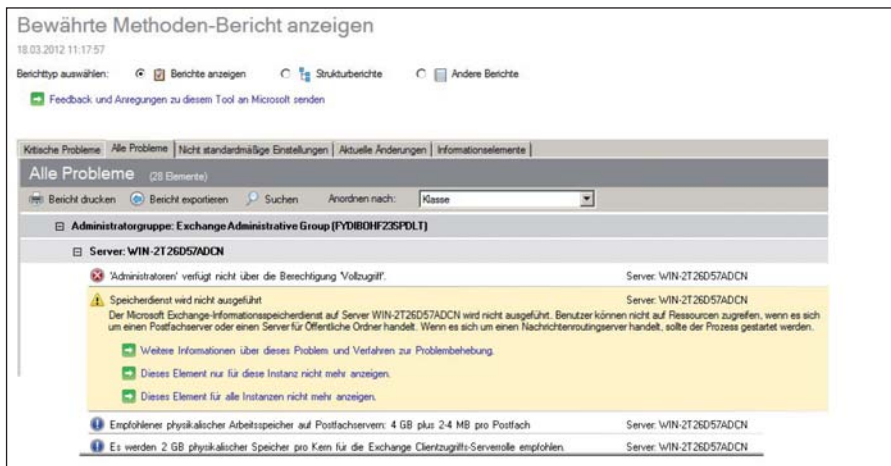 Bewährte Methoden-Bericht anzeigen
18.03.2012 11:17:57
Berichttyp auswählen: Berichte anzeigen Strukturberichte Andere Berichte
Feedback und Anregungen zu diesem Tool an Microsoft senden
Kritische Probleme Alle Probleme Nicht standardmäßige Einstellungen Aktuelle Änderungen Informationselemente
Alle Probleme (28 Elemente)
Bericht drucken Bericht exportieren Suchen Anordnen nach: Klasse
Administratorgruppe: Exchange Administrative Group (FYDIBOHF23SPDLT)
Server: WIN-2T26D57ADCN
'Administratoren' verfügt nicht über die Berechtigung 'Vollzugriff'. Server: WIN-2T26D57ADCN
Speicherdienst wird nicht ausgeführt Server: WIN-2T26D57ADCN
Der Microsoft Exchange-Informationsspeicherdienst auf Server WIN-2T26D57ADCN wird nicht ausgeführt. Benutzer können nicht auf Ressourcen zugreifen, wenn es sich
um einen Postfachserver oder einen Server für Öffentliche Ordner handelt. Wenn es sich um einen Nachrichtenroutingserver handelt, sollte der Prozess gestartet werden.
Weitere Informationen über dieses Problem und Verfahren zur Problembehebung.
Dieses Element nur für diese Instanz nicht mehr anzeigen.
Dieses Element für alle Instanzen nicht mehr anzeigen.
Empfohlener physikalischer Arbeitsspeicher auf Postfachservern: 4 GB plus 2-4 MB pro Postfach Server: WIN-2T26D57ADCN
Es werden 2 GB physikalischer Speicher pro Kern für die Exchange Clientzugriffs-Serverrolle empfohlen. Server: WIN-2T26D57ADCN